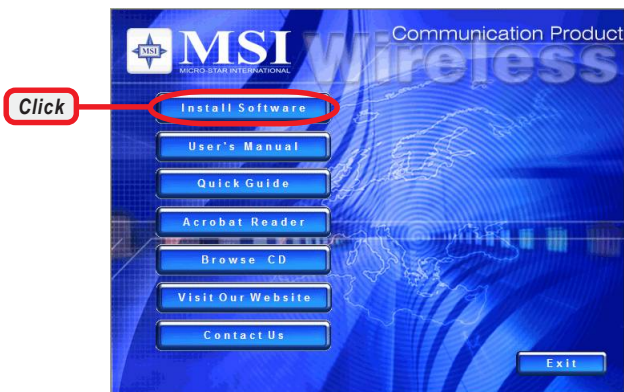 Communication Product
Wireless
MSI
MSI
MICRO-STAR INTERNATIONAL
Click
Install Software
User's Manual
Quick Guide
Acrobat Reader
Browse CD
Visit Our Website
Contact Us
Exit